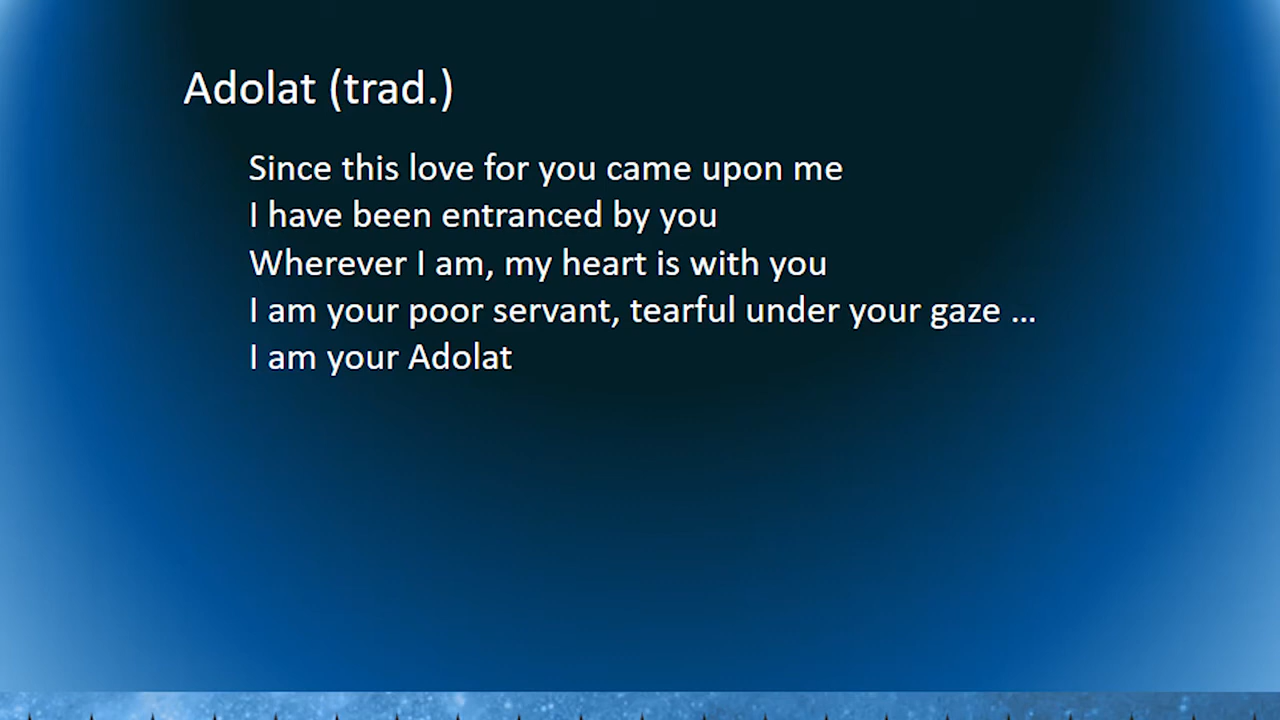 Adolat (trad.)
Since this love for you came upon me
I have been entranced by you
Wherever I am, my heart is with you
I am your poor servant, tearful under your gaze …
I am your Adolat